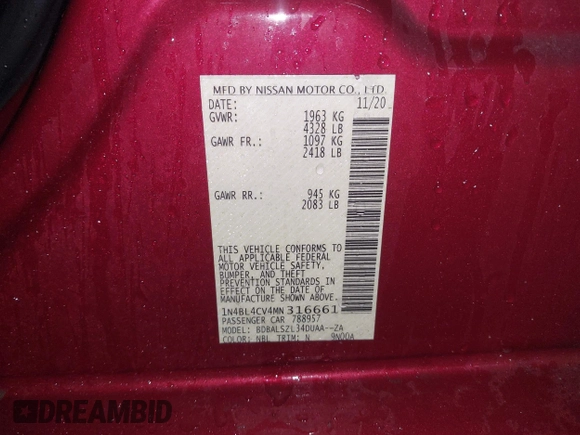 MFD BY NISSAN MOTOR CO., LTD.
DATE: 11/20
GVWR: 1963 KG
4328 LB
GAWR FR.: 1097 KG
2418 LB
GAWR RR.: 945 KG
2083 LB
THIS VEHICLE CONFORMS TO
ALL APPLICABLE FEDERAL
MOTOR VEHICLE SAFETY,
BUMPER, AND THEFT
PREVENTION STANDARDS IN
EFFECT ON THE DATE OF
MANUFACTURE SHOWN ABOVE.
1N4BL4CV4MN316661
PASSENGER CAR 788957
MODEL: BDBALSZL34DUAA--ZA
COLOR: NBL TRIM: N 9N00A
DREAMBID